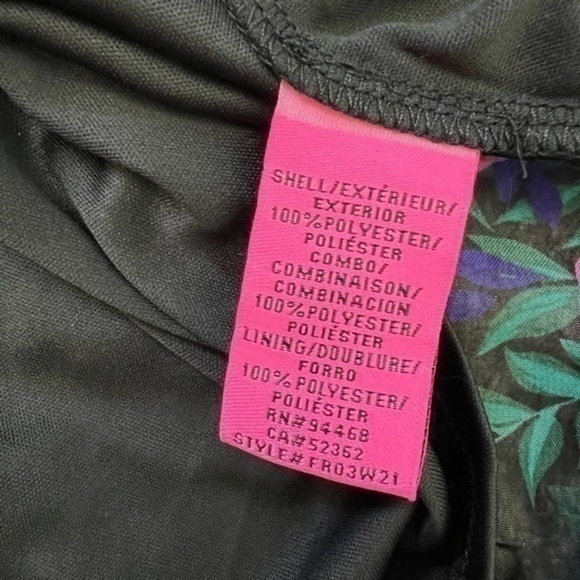 SHELL/EXTÉRIEUR/
EXTERIOR
100%POLYESTER/
POLIÉSTER
COMBO/
COMBINAISON/
COMBINACION
100%POLYESTER/
POLIÉSTER
LINING/DOUBLURE/
FORRO
100%POLYESTER/
POLIÉSTER
RN#94468
CA#52362
STYLE# FR03W21